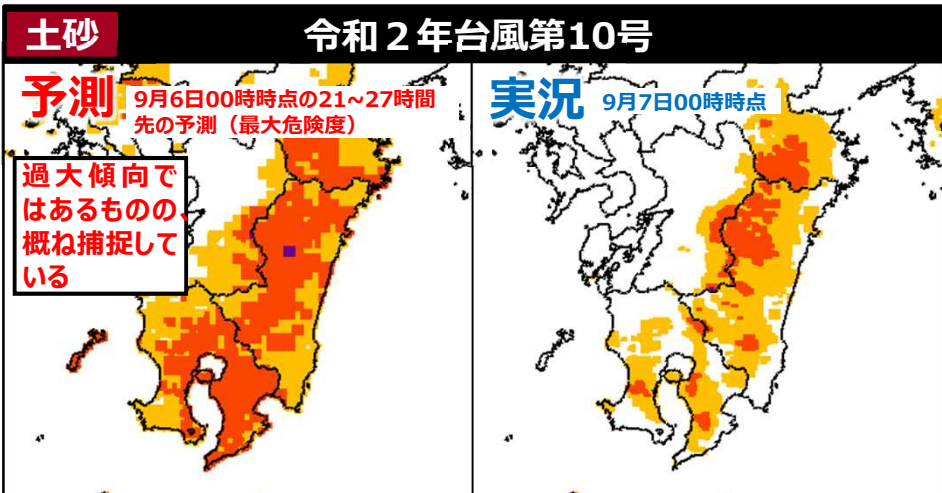 土砂
令和２年台風第10号
予測
9月6日00時時点の21~27時間
先の予測（最大危険度）
過大傾向で
はあるものの、
概ね捕捉して
いる
実況
9月7日00時時点